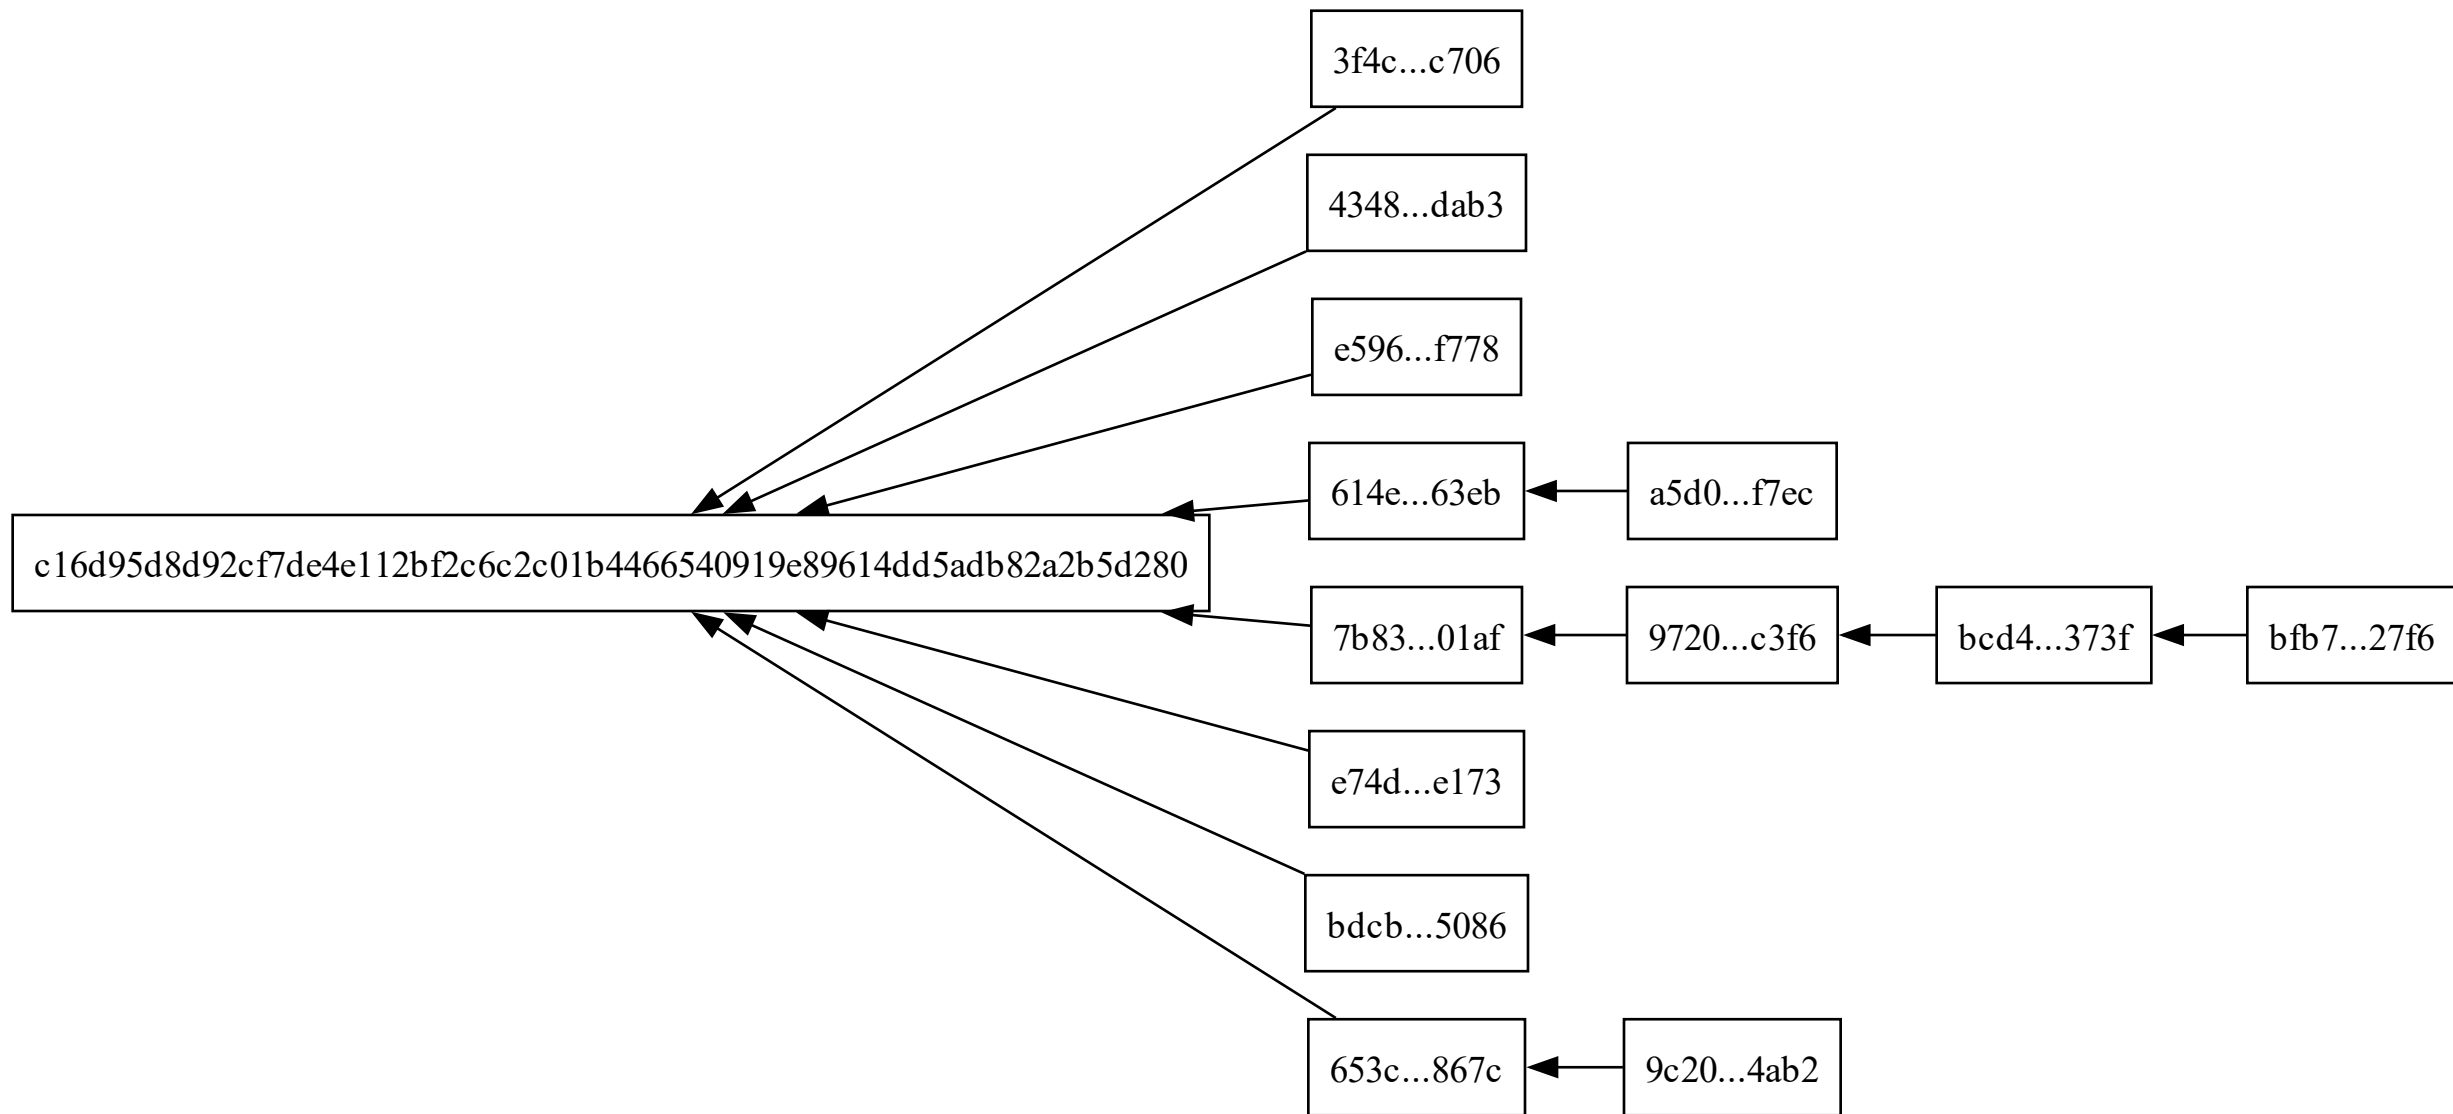 3f4c...c706
4348...dab3
e596...f778
614e...63eb
a5d0...f7ec
c16d95d8d92cf7de4e112bf2c6c2c01b4466540919e89614dd5adb82a2b5d280
7b83...01af
9720...c3f6
bcd4...373f
bfb7...27f6
e74d...e173
bdcb...5086
653c...867c
9c20...4ab2